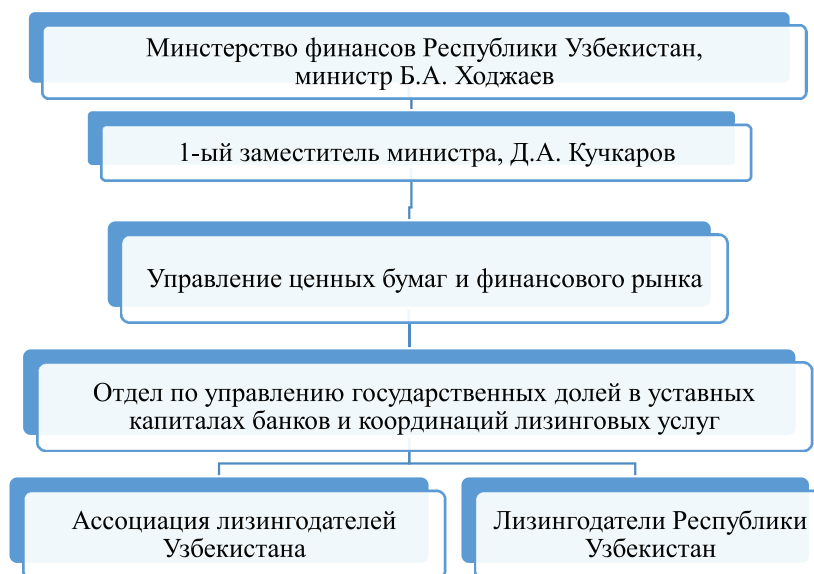 Минстерство финансов Республики Узбекистан,
министр Б.А. Ходжаев
1-ый заместитель министра, Д.А. Кучкаров
Управление ценных бумаг и финансового рынка
Отдел по управлению государственных долей в уставных
капиталах банков и координаций лизинговых услуг
Ассоциация лизингодателей
Узбекистана
Лизингодатели Республики
Узбекистан